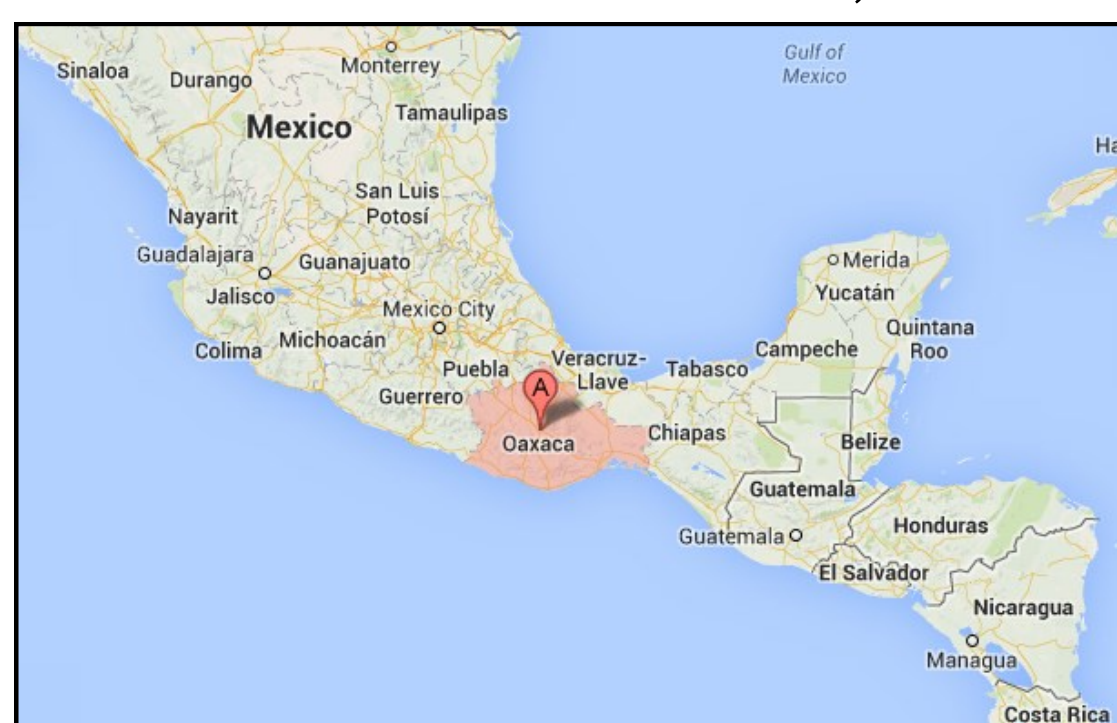 Gulf of
Mexico
Sinaloa
Durango
Monterrey
Tamaulipas
Mexico
San Luis
Potosí
Nayarit
Guadalajara
Guanajuato
Jalisco
Mexico City
Michoacán
Colima
Puebla
Veracruz-
Llave
Guerrero
A
Oaxaca
Tabasco
Chiapas
Merida
Yucatán
Quintana
Roo
Campeche
Belize
Guatemala
Guatemala
Honduras
El Salvador
Nicaragua
Managua
Costa Rica